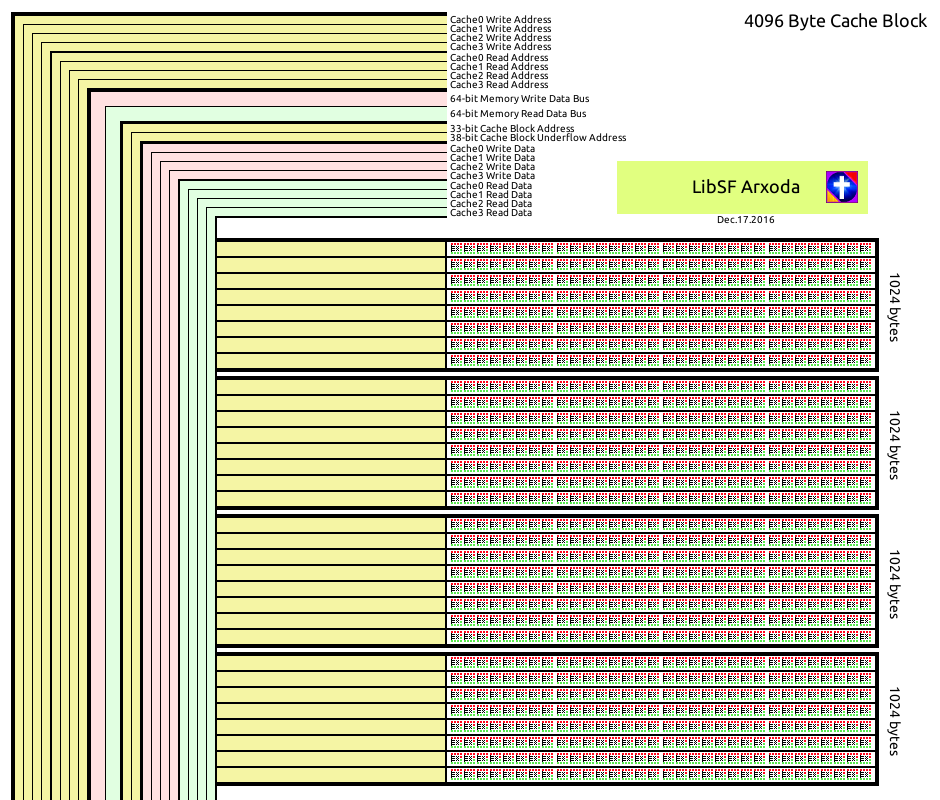 4096 Byte Cache Block
Cache0 Write Address
Cache1 Write Address
Cache2 Write Address
Cache3 Write Address
Cache0 Read Address
Cache1 Read Address
Cache2 Read Address
Cache3 Read Address
64-bit Memory Write Data Bus
64-bit Memory Read Data Bus
33-bit Cache Block Address
38-bit Cache Block Underflow Address
Cache0 Write Data
Cache1 Write Data
Cache2 Write Data
Cache3 Write Data
Cache0 Read Data
Cache1 Read Data
Cache2 Read Data
Cache3 Read Data
LibSF Arxoda
Dec.17.2016
1024 bytes
1024 bytes
1024 bytes
1024 bytes